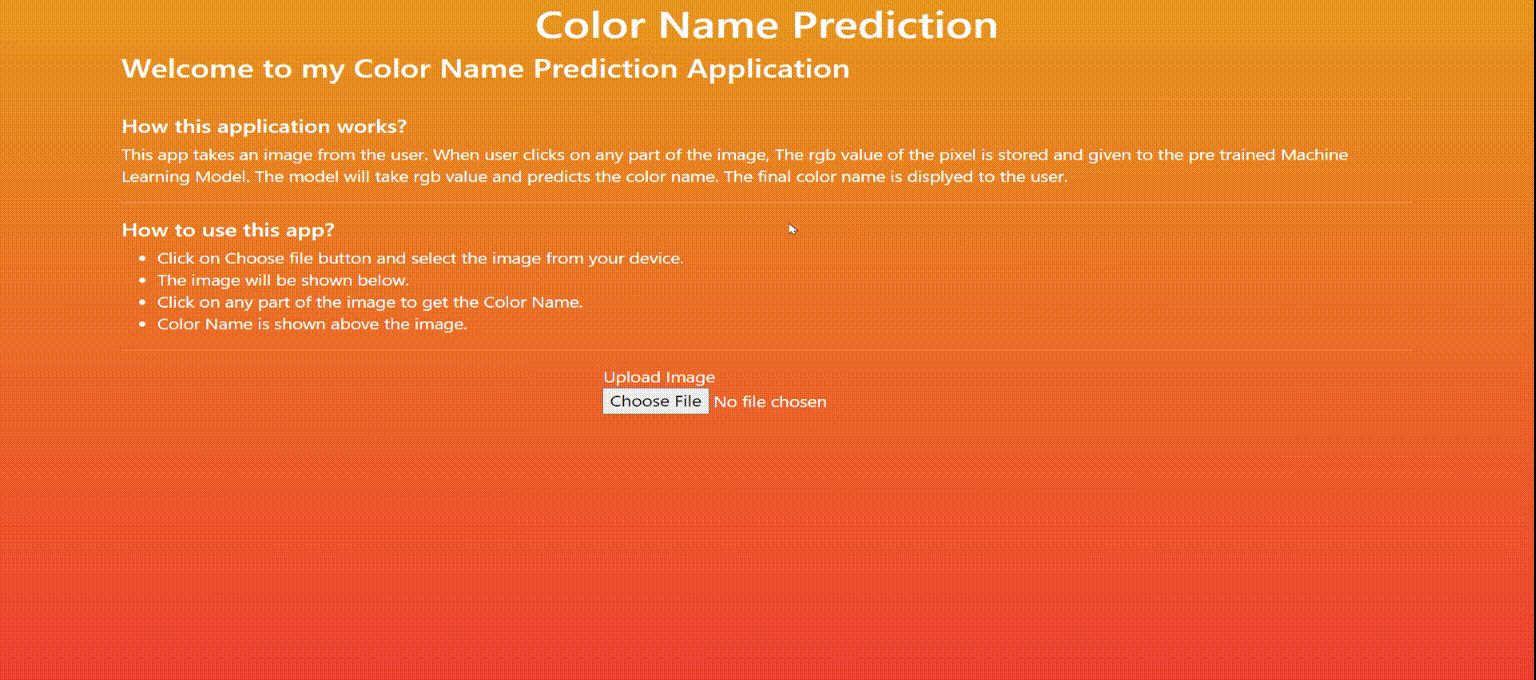 Color Name Prediction
Welcome to my Color Name Prediction Application
How this application works?
This app takes an image from the user. When user clicks on any part of the image, The rgb value of the pixel is stored and given to the pre trained Machine
Learning Model. The model will take rgb value and predicts the color name. The final color name is displyed to the user.
How to use this app?
• Click on Choose file button and select the image from your device.
• The image will be shown below.
• Click on any part of the image to get the Color Name.
• Color Name is shown above the image.
Upload Image
Choose File No file chosen